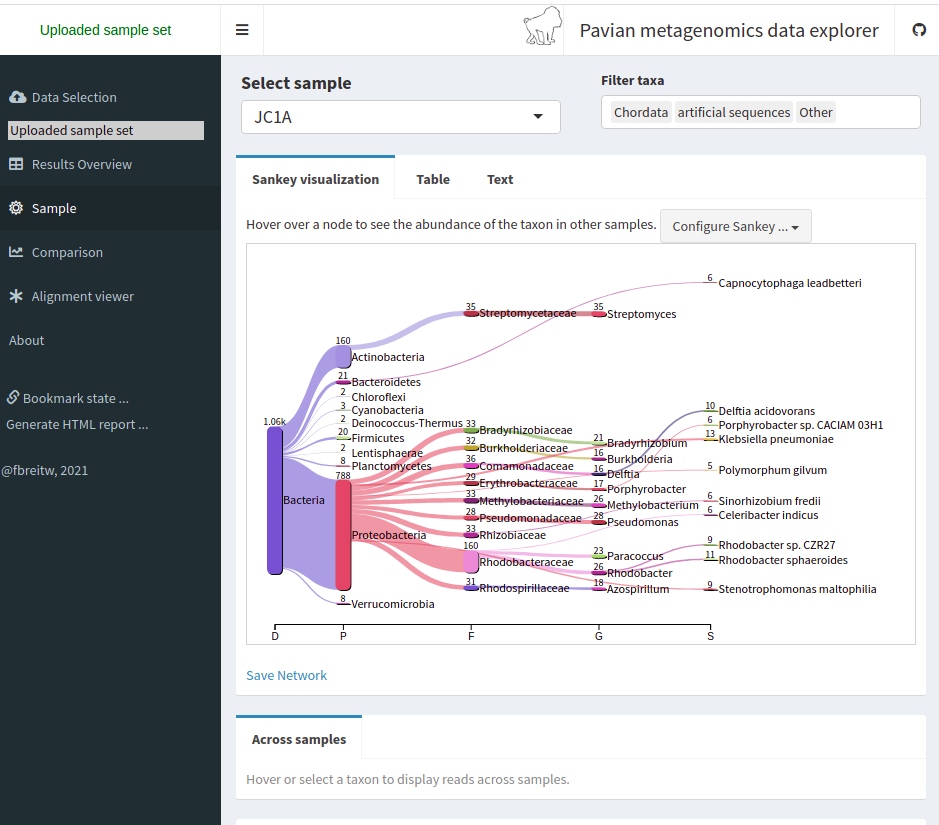 Uploaded sample set
Pavian metagenomics data explorer
Data Selection
Uploaded sample set
Results Overview
Sample
Comparison
Alignment viewer
About
Bookmark state ...
Generate HTML report ...
@fbreitw, 2021
Select sample
JC1A
Filter taxa
Chordata artificial sequences Other
Sankey visualization Table Text
Hover over a node to see the abundance of the taxon in other samples. Configure Sankey ...
1.06k
Bacteria
160
Actinobacteria
21
Bacteroidetes
2
Chloroflexi
3
Cyanobacteria
2
Deinococcus-Thermus
20
Firmicutes
2
Lentisphaerae
8
Planctomycetes
788
Proteobacteria
8
Verrucomicrobia
35
Streptomycetaceae
33
Bradyrhizobiaceae
32
Burkholderiaceae
36
Comamonadaceae
29
Erythrobacteraceae
33
Methylobacteriaceae
28
Pseudomonadaceae
33
Rhizobiaceae
160
Rhodobacteraceae
31
Rhodospirillaceae
35
Streptomyces
21
Bradyrhizobium
16
Burkholderia
16
Delftia
17
Porphyrobacter
26
Methylobacterium
28
Pseudomonas
23
Paracoccus
26
Rhodobacter
18
Azospirillum
6
Capnocytophaga leadbetteri
10
Delftia acidovorans
6
Porphyrobacter sp. CACIAM 03H1
13
Klebsiella pneumoniae
5
Polymorphum gilvum
6
Sinorhizobium fredii
6
Celeribacter indicus
9
Rhodobacter sp. CZR27
11
Rhodobacter sphaeroides
9
Stenotrophomonas maltophilia
D P F G S
Save Network
Across samples
Hover or select a taxon to display reads across samples.